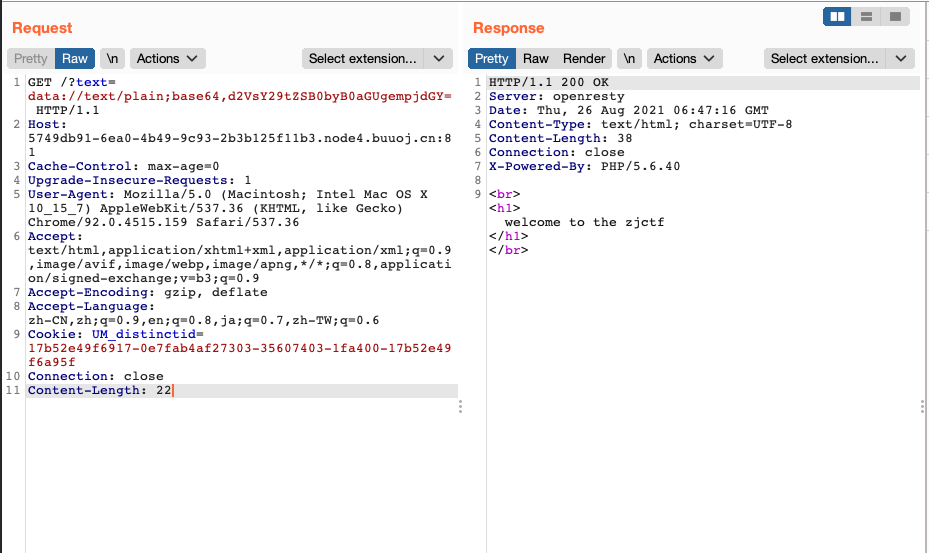 Request
Pretty Raw \n Actions Select extension...
1 GET /?text=
data://text/plain;base64,d2VsY29tZSB0byB0aGUgempjdGY=
HTTP/1.1
2 Host:
5749db91-6ea0-4b49-9c93-2b3b125f11b3.node4.buuoj.cn:8
1
3 Cache-Control: max-age=0
4 Upgrade-Insecure-Requests: 1
5 User-Agent: Mozilla/5.0 (Macintosh; Intel Mac OS X
10_15_7) AppleWebKit/537.36 (KHTML, like Gecko)
Chrome/92.0.4515.159 Safari/537.36
6 Accept:
text/html,application/xhtml+xml,application/xml;q=0.9
,image/avif,image/webp,image/apng,*/*;q=0.8,applicati
on/signed-exchange;v=b3;q=0.9
7 Accept-Encoding: gzip, deflate
8 Accept-Language:
zh-CN,zh;q=0.9,en;q=0.8,ja;q=0.7,zh-TW;q=0.6
9 Cookie: UM_distinctid=
17b52e49f6917-0e7fab4af27303-35607403-1fa400-17b52e49
f6a95f
10 Connection: close
11 Content-Length: 22
Response
Pretty Raw Render \n Actions Select extension...
1 HTTP/1.1 200 OK
2 Server: openresty
3 Date: Thu, 26 Aug 2021 06:47:16 GMT
4 Content-Type: text/html; charset=UTF-8
5 Content-Length: 38
6 Connection: close
7 X-Powered-By: PHP/5.6.40
8
9 <br>
<h1>
welcome to the zjctf
</h1>
</br>